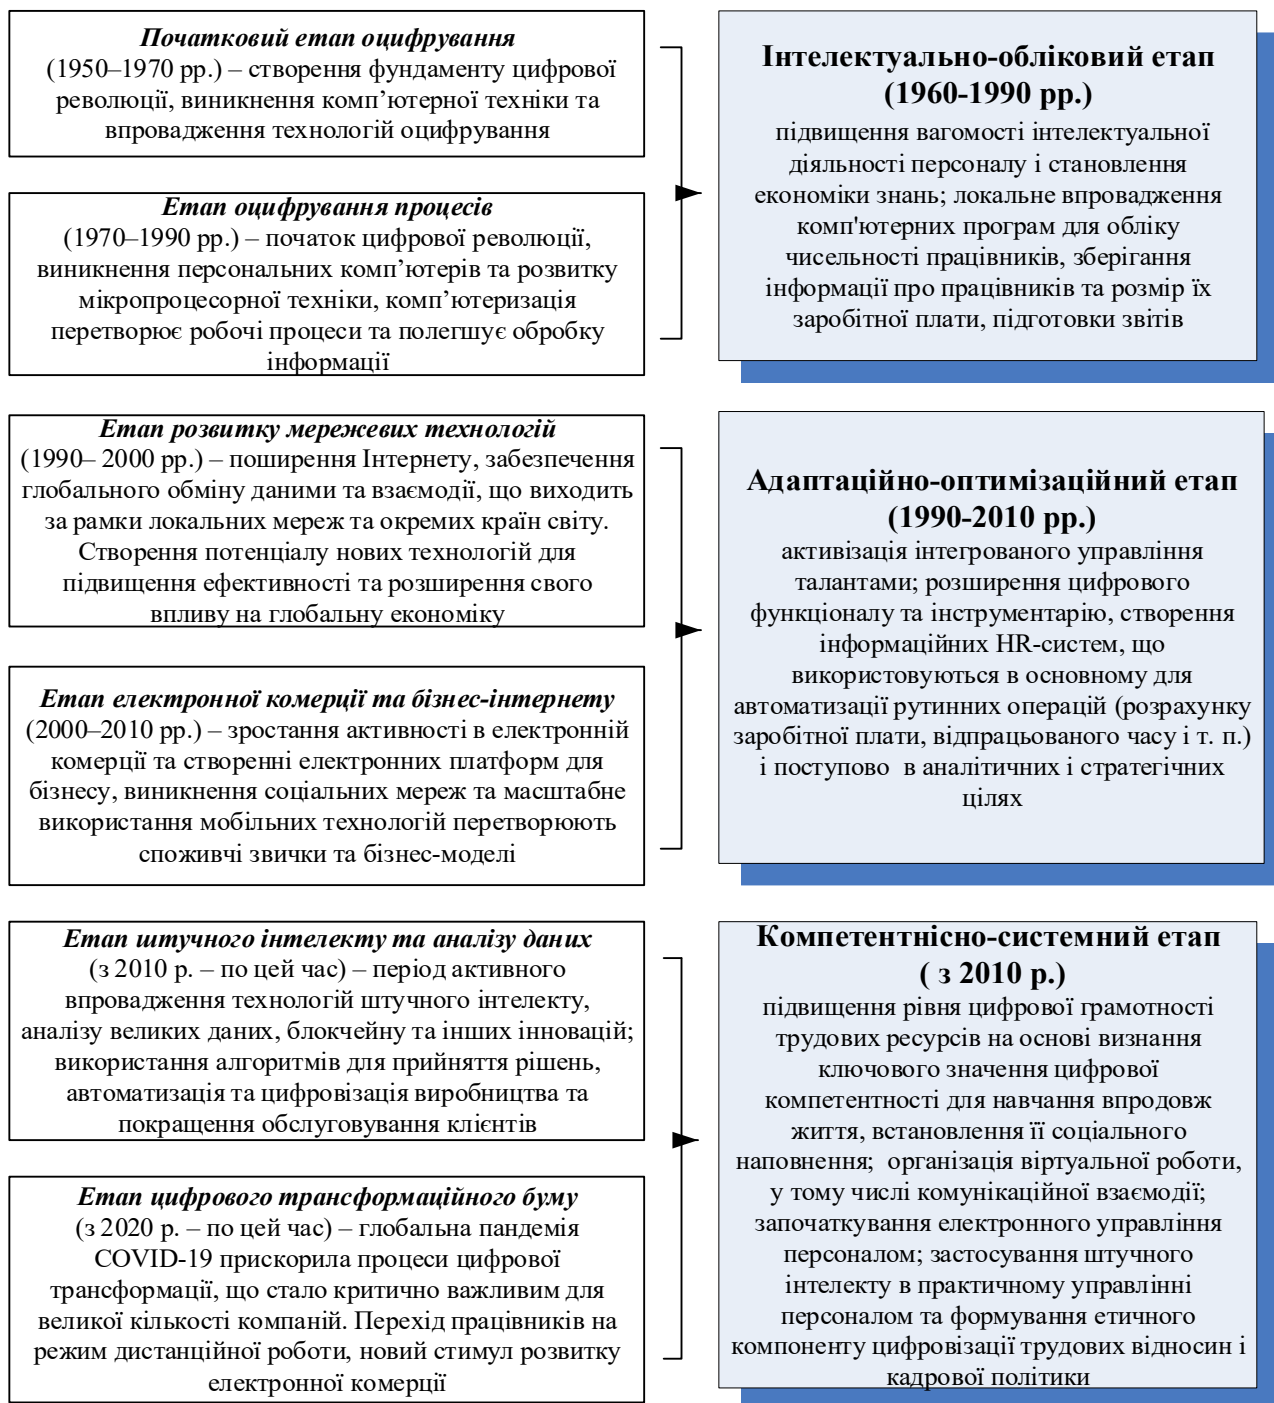 Початковий етап оцифрування
(1950–1970 рр.) – створення фундаменту цифрової
революції, виникнення комп’ютерної техніки та
впровадження технологій оцифрування
Етап оцифрування процесів
(1970–1990 рр.) – початок цифрової революції,
виникнення персональних комп’ютерів та розвитку
мікропроцесорної техніки, комп’ютеризація
перетворює робочі процеси та полегшує обробку
інформації
Інтелектуально-обліковий етап
(1960-1990 рр.)
підвищення вагомості інтелектуальної
діяльності персоналу і становлення
економіки знань; локальне впровадження
комп'ютерних програм для обліку
чисельності працівників, зберігання
інформації про працівників та розмір їх
заробітної плати, підготовки звітів
Етап розвитку мережевих технологій
(1990– 2000 рр.) – поширення Інтернету, забезпечення
глобального обміну даними та взаємодії, що виходить
за рамки локальних мереж та окремих країн світу.
Створення потенціалу нових технологій для
підвищення ефективності та розширення свого
впливу на глобальну економіку
Етап електронної комерції та бізнес-інтернету
(2000–2010 рр.) – зростання активності в електронній
комерції та створенні електронних платформ для
бізнесу, виникнення соціальних мереж та масштабне
використання мобільних технологій перетворюють
споживчі звички та бізнес-моделі
Адаптаційно-оптимізаційний етап
(1990-2010 рр.)
активізація інтегрованого управління
талантами; розширення цифрового
функціоналу та інструментарію, створення
інформаційних HR-систем, що
використовуються в основному для
автоматизації рутинних операцій (розрахунку
заробітної плати, відпрацьованого часу і т. п.)
і поступово  в аналітичних і стратегічних
цілях
Етап штучного інтелекту та аналізу даних
(з 2010 р. – по цей час) – період активного
впровадження технологій штучного інтелекту,
аналізу великих даних, блокчейну та інших інновацій;
використання алгоритмів для прийняття рішень,
автоматизація та цифровізація виробництва та
покращення обслуговування клієнтів
Етап цифрового трансформаційного буму
(з 2020 р. – по цей час) – глобальна пандемія
COVID-19 прискорила процеси цифрової
трансформації, що стало критично важливим для
великої кількості компаній. Перехід працівників на
режим дистанційної роботи, новий стимул розвитку
електронної комерції
Компетентнісно-системний етап
( з 2010 р.)
підвищення рівня цифрової грамотності
трудових ресурсів на основі визнання
ключового значення цифрової
компетентності для навчання впродовж
життя, встановлення її соціального
наповнення;  організація віртуальної роботи,
у тому числі комунікаційної взаємодії;
започаткування електронного управління
персоналом; застосування штучного
інтелекту в практичному управлінні
персоналом та формування етичного
компоненту цифровізації трудових відносин і
кадрової політики